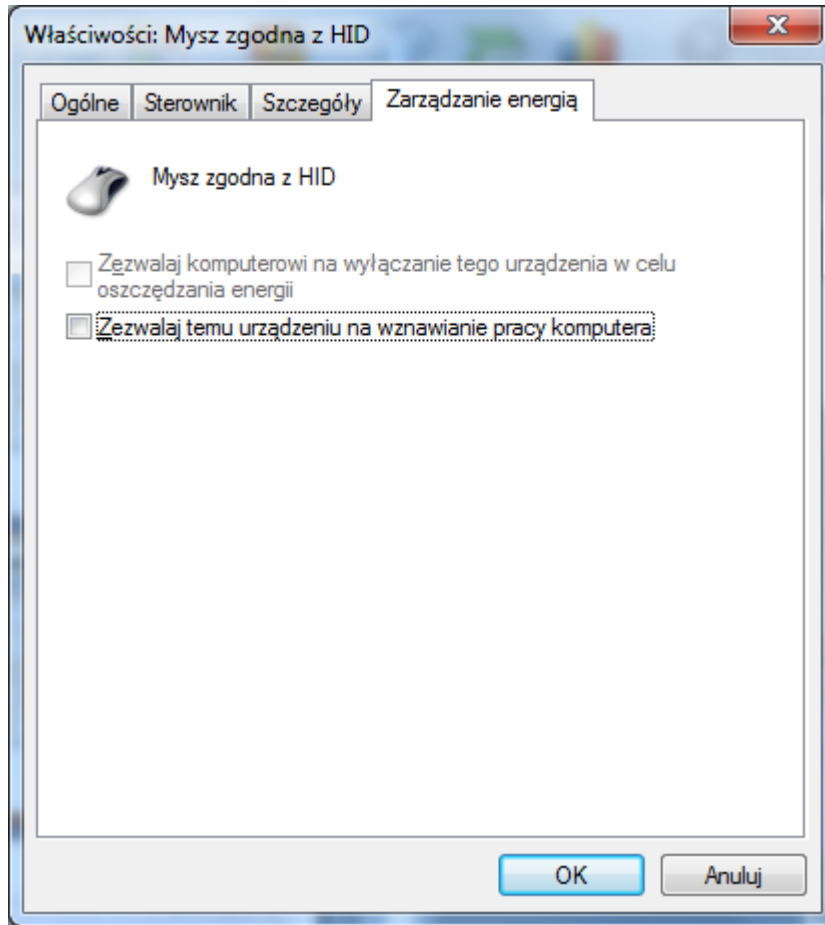 Właściwości: Mysz zgodna z HID
Ogólne Sterownik Szczegóły Zarządzanie energią
Mysz zgodna z HID
Zezwalaj komputerowi na wyłączanie tego urządzenia w celu
oszczędzania energii
Zezwalaj temu urządzeniu na wznawianie pracy komputera
OK Anuluj